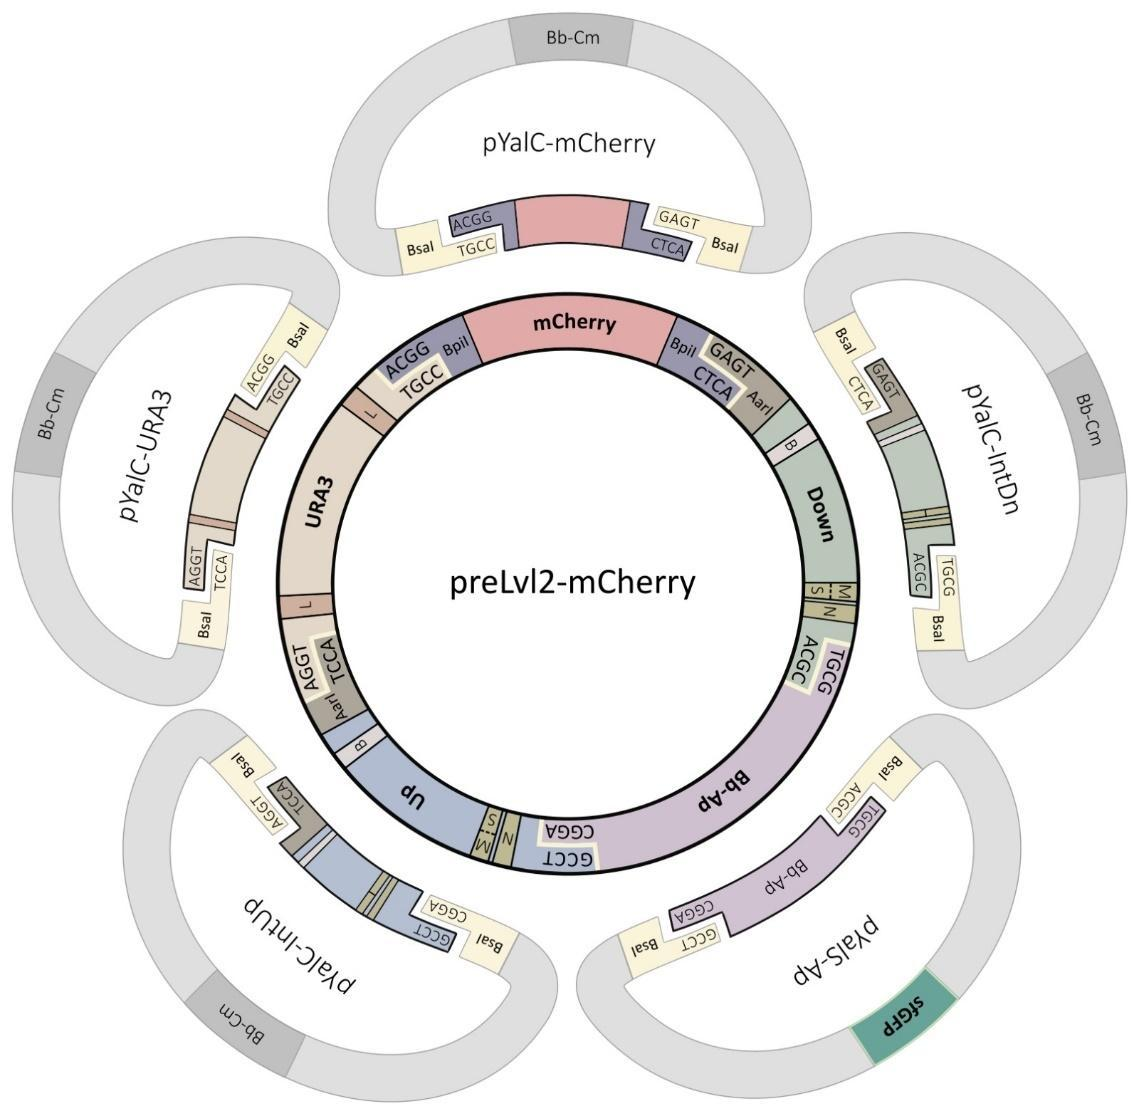 Bb-Cm
pYalC-mCherry
ACGG
GAGT
BsaI
TGCC
CTCA
BsaI
BsaI
ACGG
TGCC
Bb-Cm
pYalC-URA3
AGGT
TCCA
BsaI
BsaI
GAGT
CTCA
Bb-Cm
pYalC-IntDn
ACGC
TGCG
BsaI
mCherry
ACGG
BpiI
TGCC
BpiI
GAGT
CTCA
AarI
L
B
URA3
Down
preLvl2-mCherry
S
M
N
L
AGGT
TCCA
AarI
ACGC
TGCG
B
Up
S
M
N
CGGA
GCCT
Bb-Ap
BsaI
AGGT
TCCA
CGGA
GCCT
BsaI
pYalC-IntUp
Bb-Cm
BsaI
ACGC
TGCG
Bb-Ap
CGGA
GCCT
BsaI
pYalS-Ap
sfGFP